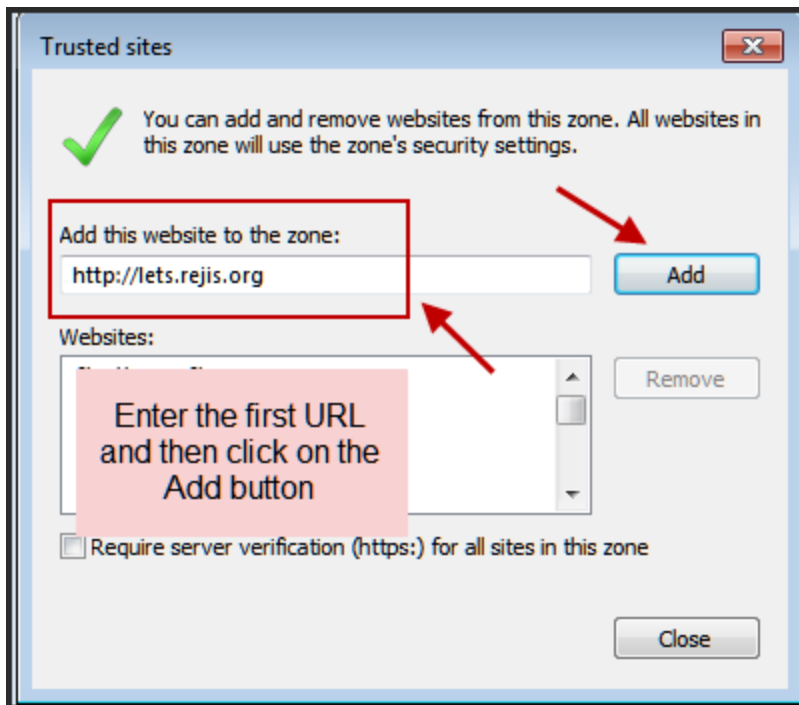 Trusted sites
You can add and remove websites from this zone. All websites in
this zone will use the zone's security settings.
Add this website to the zone:
http://lets.rejis.org
Add
Websites:
Remove
Enter the first URL
and then click on the
Add button
Require server verification (https:) for all sites in this zone
Close